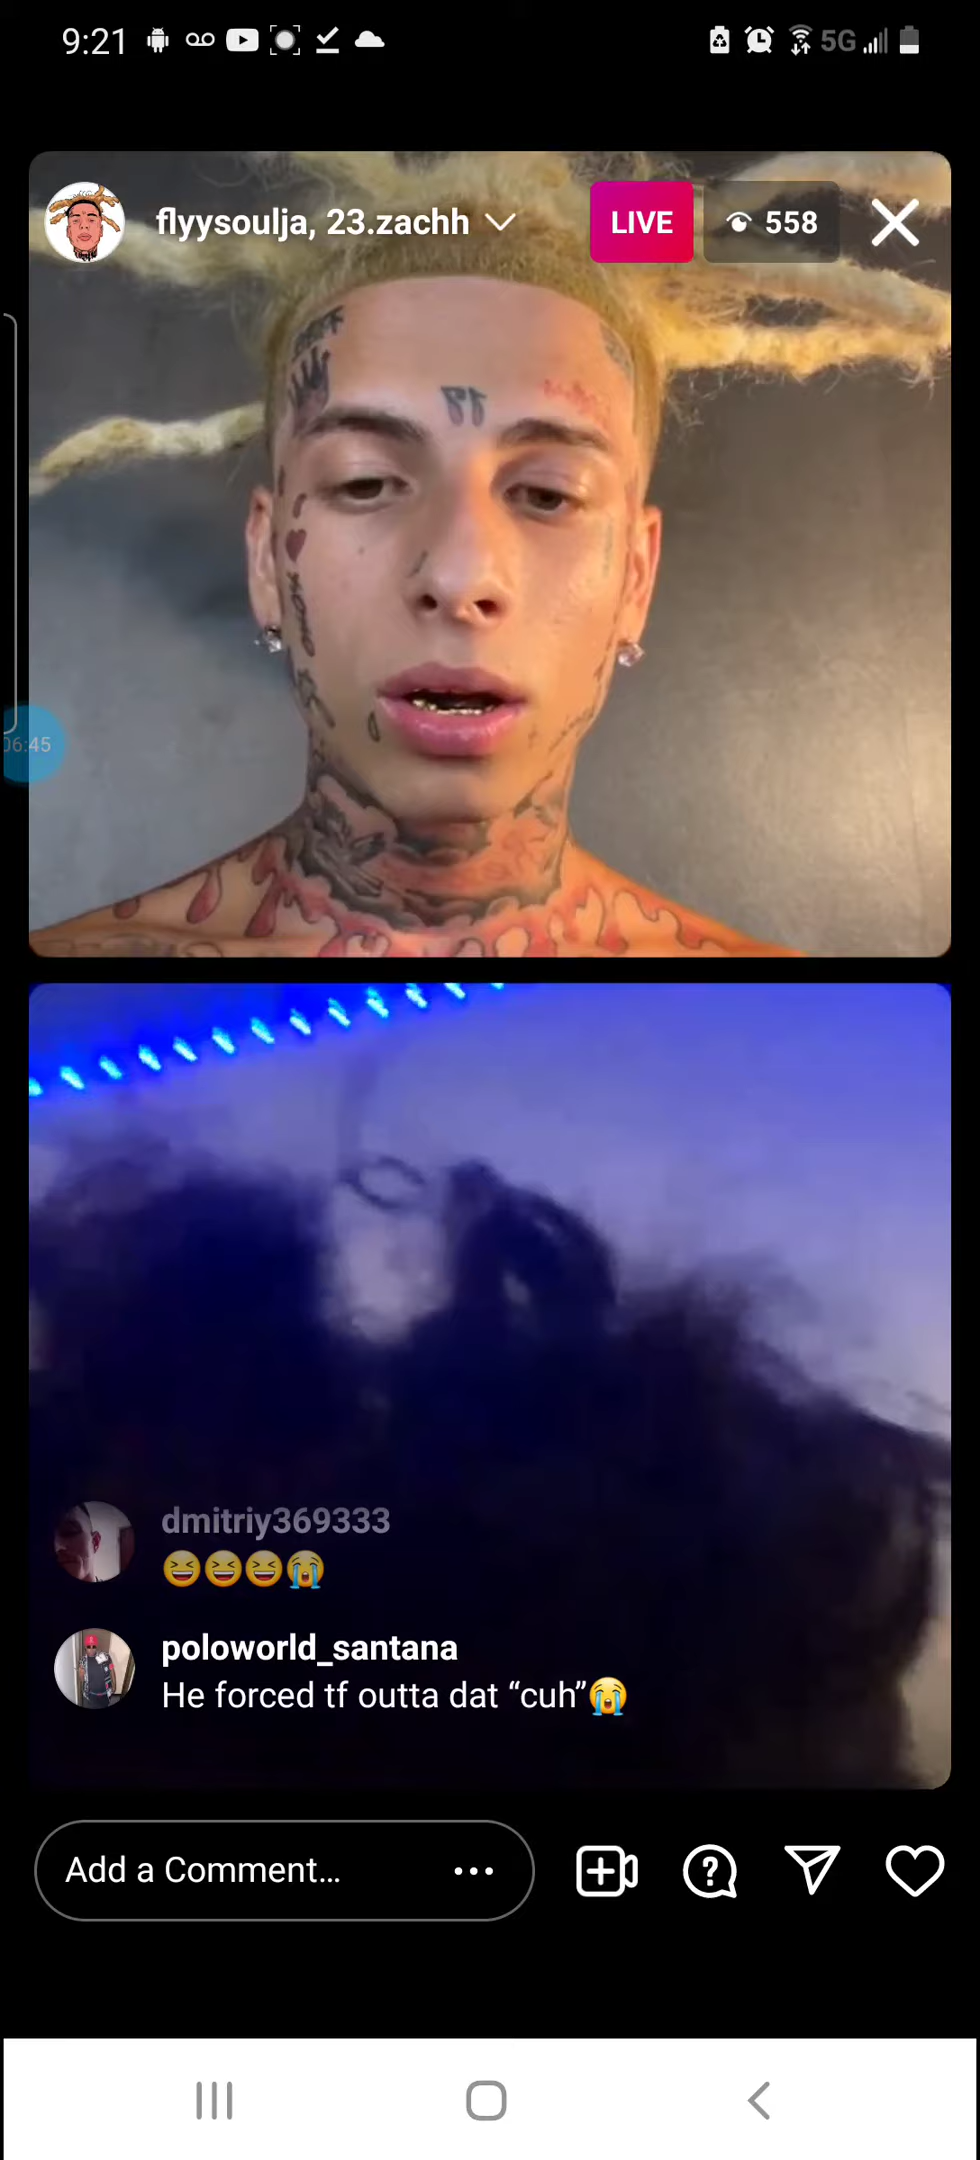 9:21
5G
flyysoulja, 23.zachh
LIVE
558
06:45
dmitriy369333
😆😆😆😭
poloworld_santana
He forced tf outta dat “cuh”😭
Add a Comment...